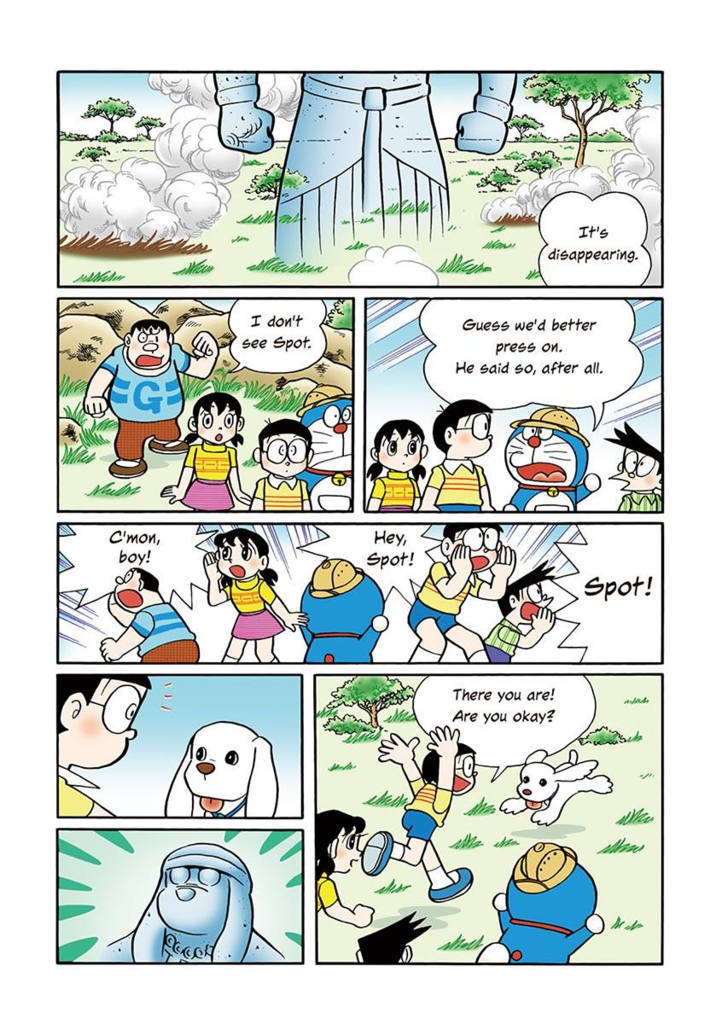 It's
disappearing.
I don't
see Spot.
G
Guess we'd better
press on.
He said so, after all.
C'mon,
boy!
Hey,
Spot!
Spot!
There you are!
Are you okay?